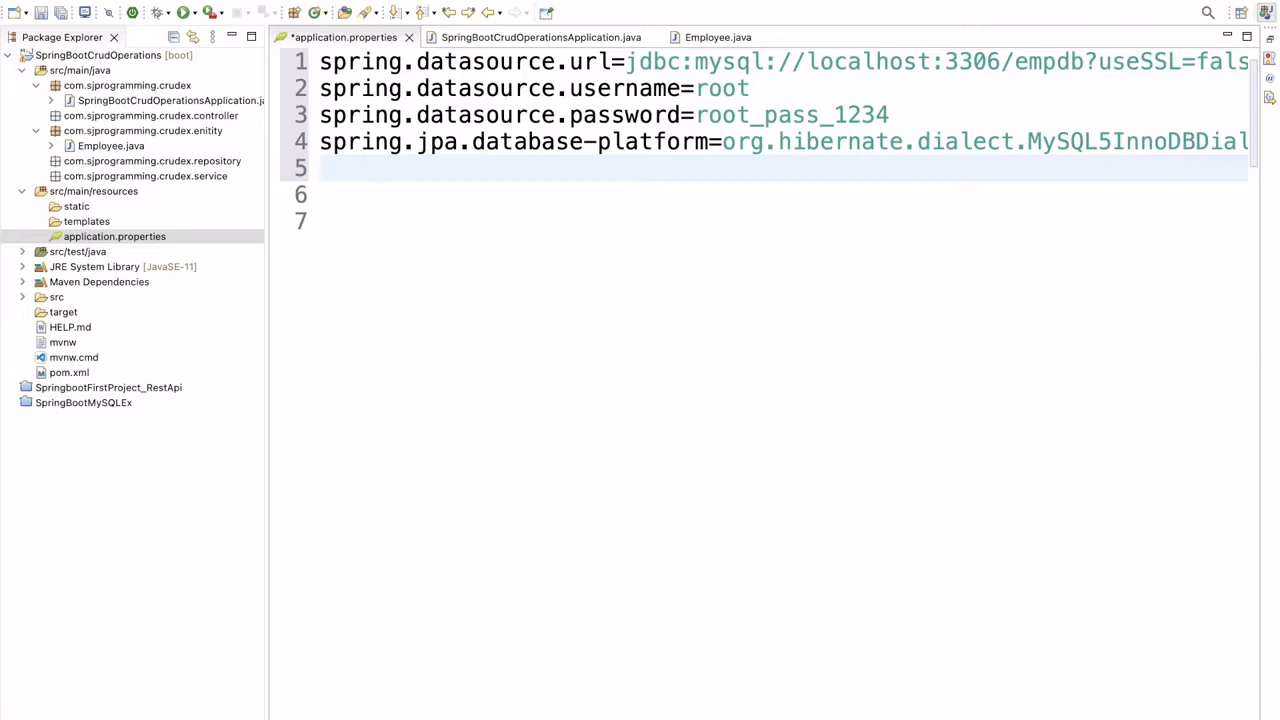 *application.properties
SpringBootCrudOperationsApplication.java
Employee.java
Package Explorer
SpringBootCrudOperations [boot]
src/main/java
com.sjprogramming.crudex
SpringBootCrudOperationsApplication.ja
com.sjprogramming.crudex.controller
com.sjprogramming.crudex.enitity
Employee.java
com.sjprogramming.crudex.repository
com.sjprogramming.crudex.service
src/main/resources
static
templates
application.properties
src/test/java
JRE System Library [JavaSE-11]
Maven Dependencies
src
target
HELP.md
mvnw
mvnw.cmd
pom.xml
SpringbootFirstProject_RestApi
SpringBootMySQLEx
1 spring.datasource.url=jdbc:mysql://localhost:3306/empdb?useSSL=fals
2 spring.datasource.username=root
3 spring.datasource.password=root_pass_1234
4 spring.jpa.database-platform=org.hibernate.dialect.MySQL5InnoDBDial
5
6
7